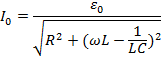 I₀ = ε₀ / √(R² + (ωL − 1/LC)²)